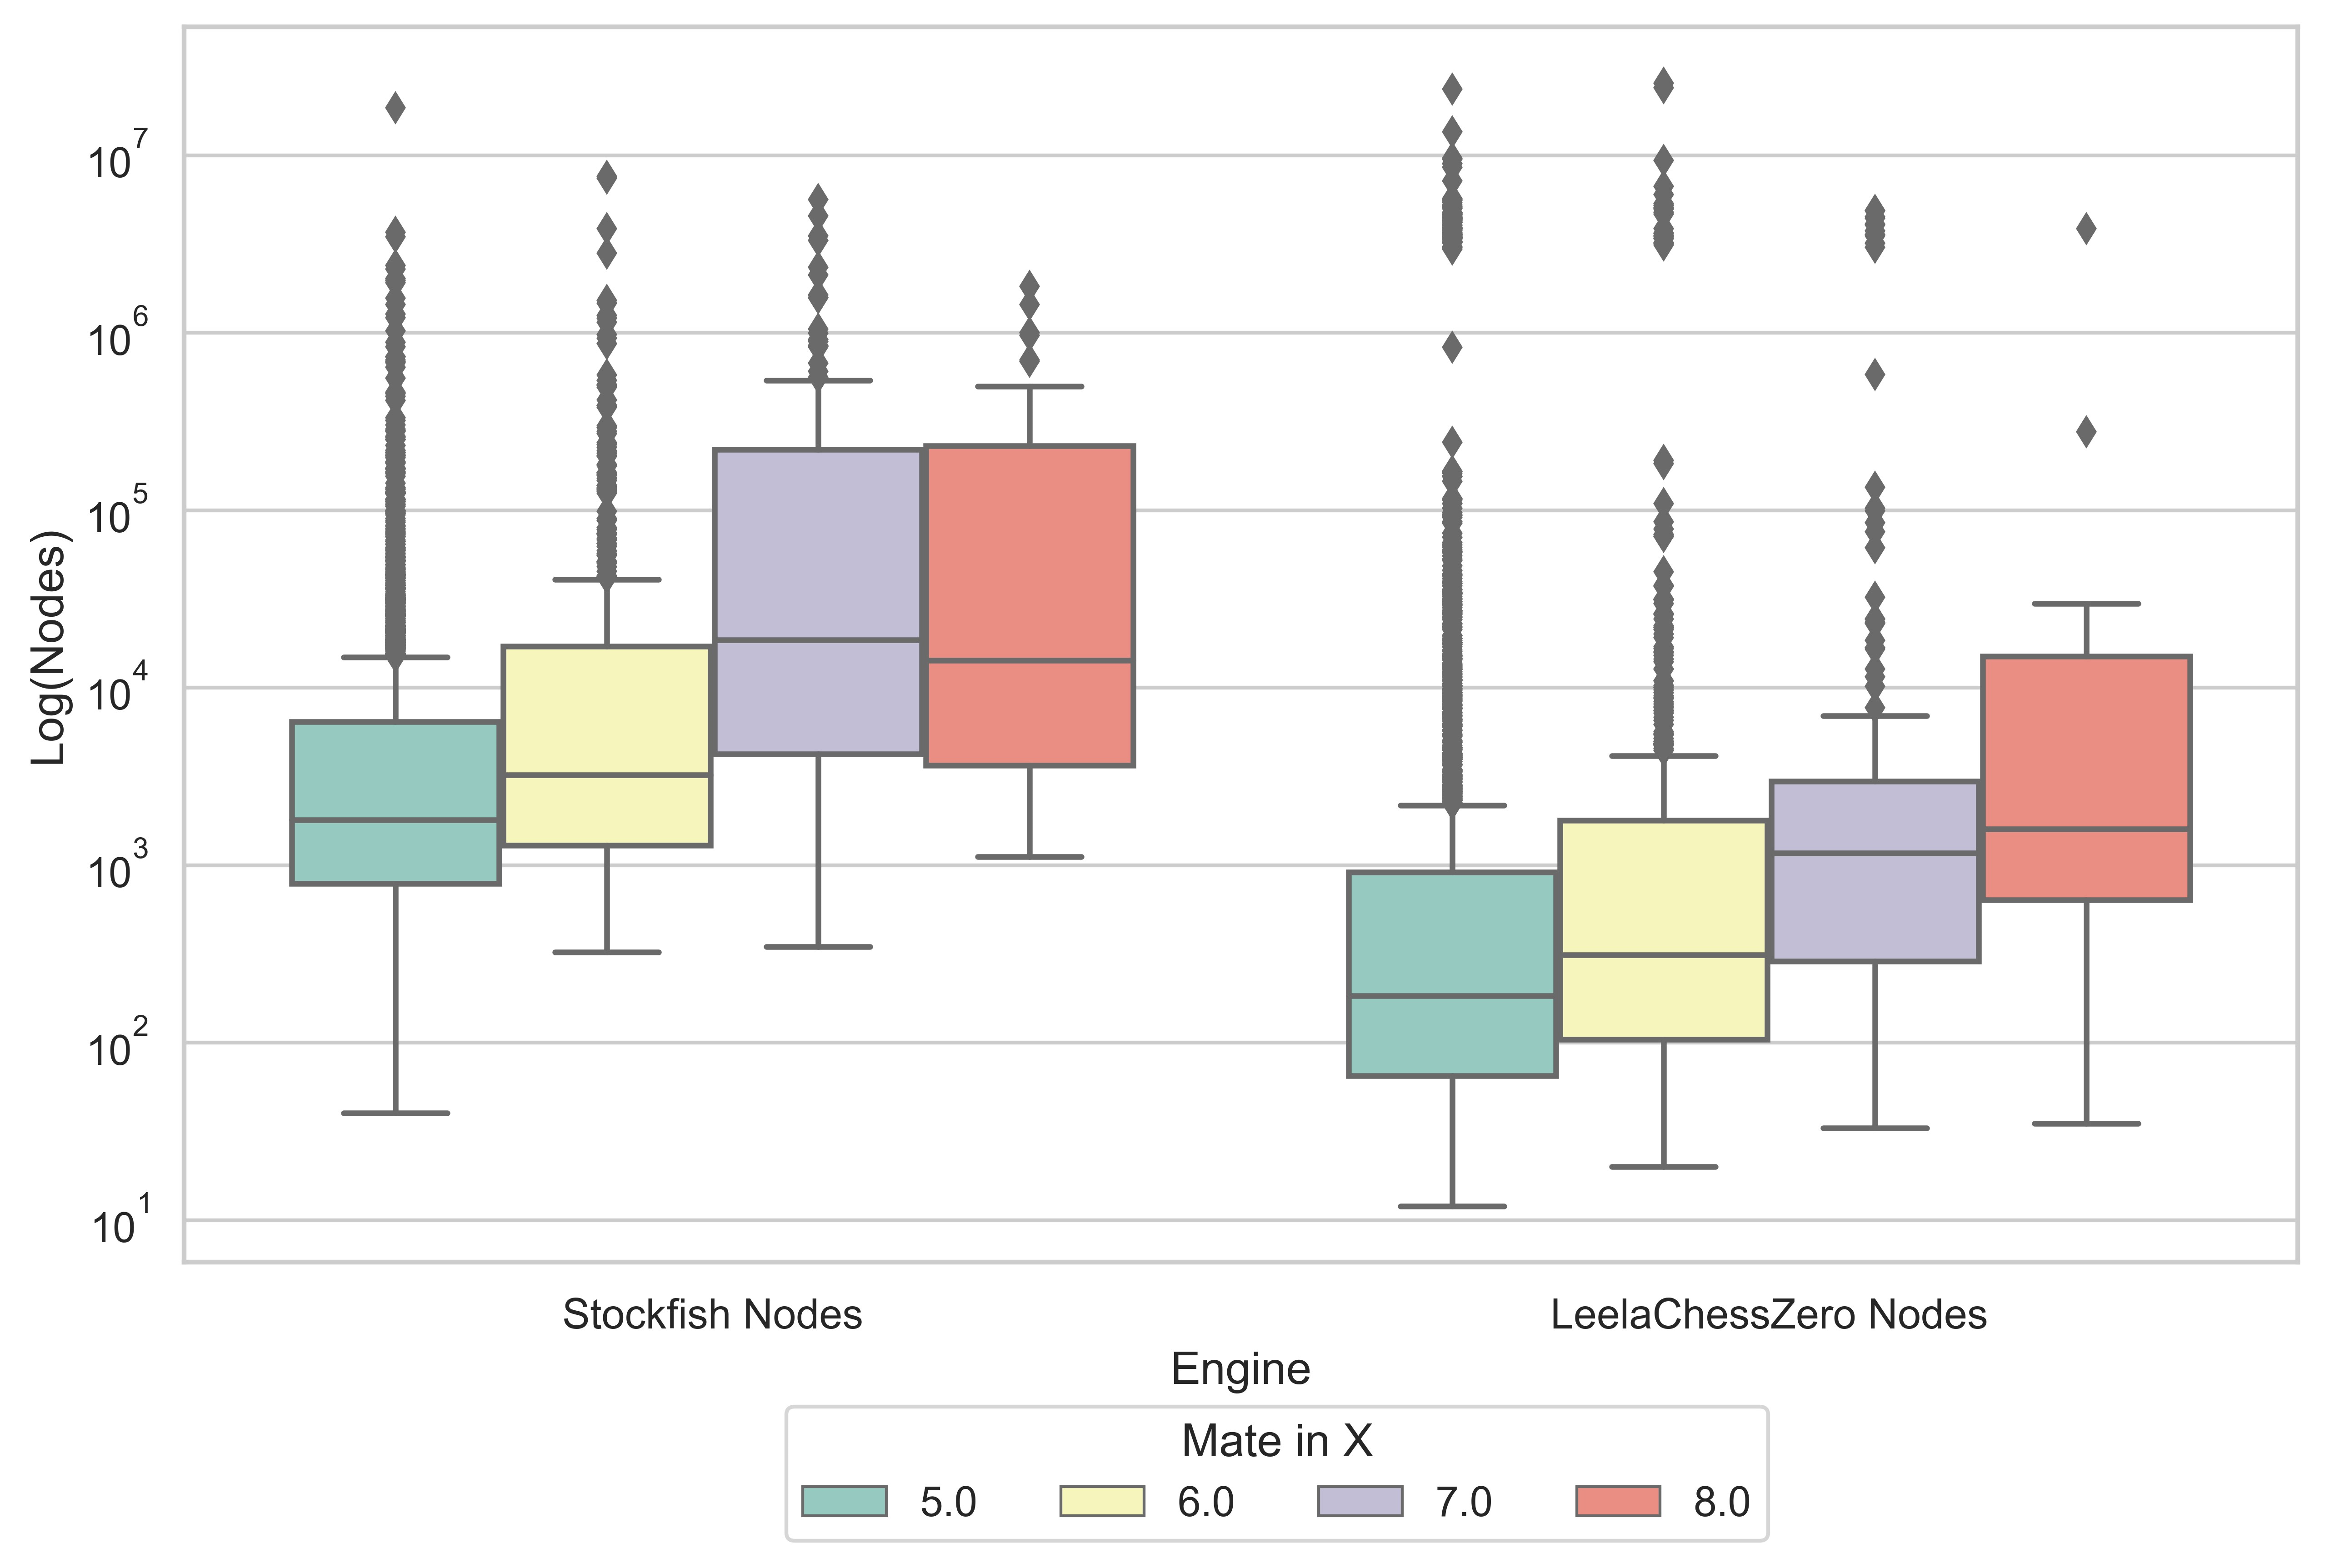 Log(Nodes)
10^7
10^6
10^5
10^4
10^3
10^2
10^1
Stockfish Nodes LeelaChessZero Nodes
Engine
Mate in X
5.0 6.0 7.0 8.0